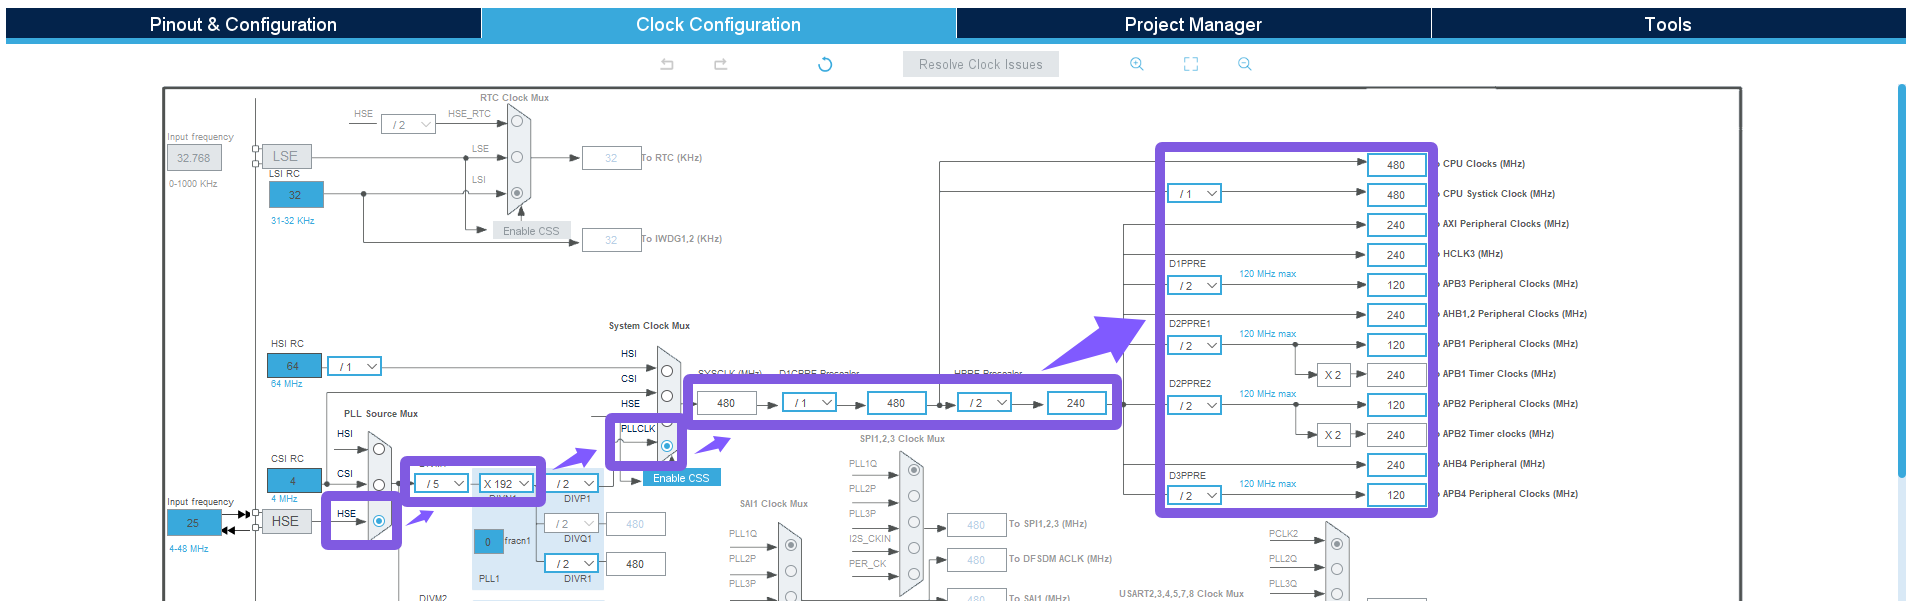 Pinout & Configuration
Clock Configuration
Project Manager
Tools
Resolve Clock Issues
RTC Clock Mux
HSE
/ 2
HSE_RTC
Input frequency
32.768
0-1000 KHz
LSE
LSE
32
To RTC (KHz)
LSI RC
32
31-32 KHz
LSI
Enable CSS
32
To IWDG1,2 (KHz)
480
CPU Clocks (MHz)
/ 1
480
CPU Systick Clock (MHz)
240
AXI Peripheral Clocks (MHz)
240
HCLK3 (MHz)
D1PPRE
/ 2
120 MHz max
120
APB3 Peripheral Clocks (MHz)
240
AHB1,2 Peripheral Clocks (MHz)
D2PPRE1
/ 2
120 MHz max
120
APB1 Peripheral Clocks (MHz)
X 2
240
APB1 Timer Clocks (MHz)
D2PPRE2
/ 2
120 MHz max
120
APB2 Peripheral Clocks (MHz)
X 2
240
APB2 Timer clocks (MHz)
240
AHB4 Peripheral (MHz)
D3PPRE
/ 2
120 MHz max
120
APB4 Peripheral Clocks (MHz)
System Clock Mux
HSI RC
64
64 MHz
/ 1
HSI
CSI
HSE
PLLCLK
Enable CSS
SYSCLK (MHz)
480
D1CPRE Prescaler
/ 1
480
HPRE Prescaler
/ 2
240
PLL Source Mux
HSI
CSI
HSE
CSI RC
4
4 MHz
Input frequency
25
4-48 MHz
HSE
/ 5
X 192
/ 2
DIVN1
DIVP1
/ 2
480
DIVQ1
0
fracn1
/ 2
480
DIVR1
PLL1
DIVM2
SPI1,2,3 Clock Mux
PLL1Q
PLL2P
PLL3P
I2S_CKIN
PER_CK
480
To SPI1,2,3 (MHz)
480
To DFSDM ACLK (MHz)
480
To SAI1 (MHz)
SAI1 Clock Mux
PLL1Q
PLL2P
PLL3P
PCLK2
PLL2Q
PLL3Q
USART2,3,4,5,7,8 Clock Mux